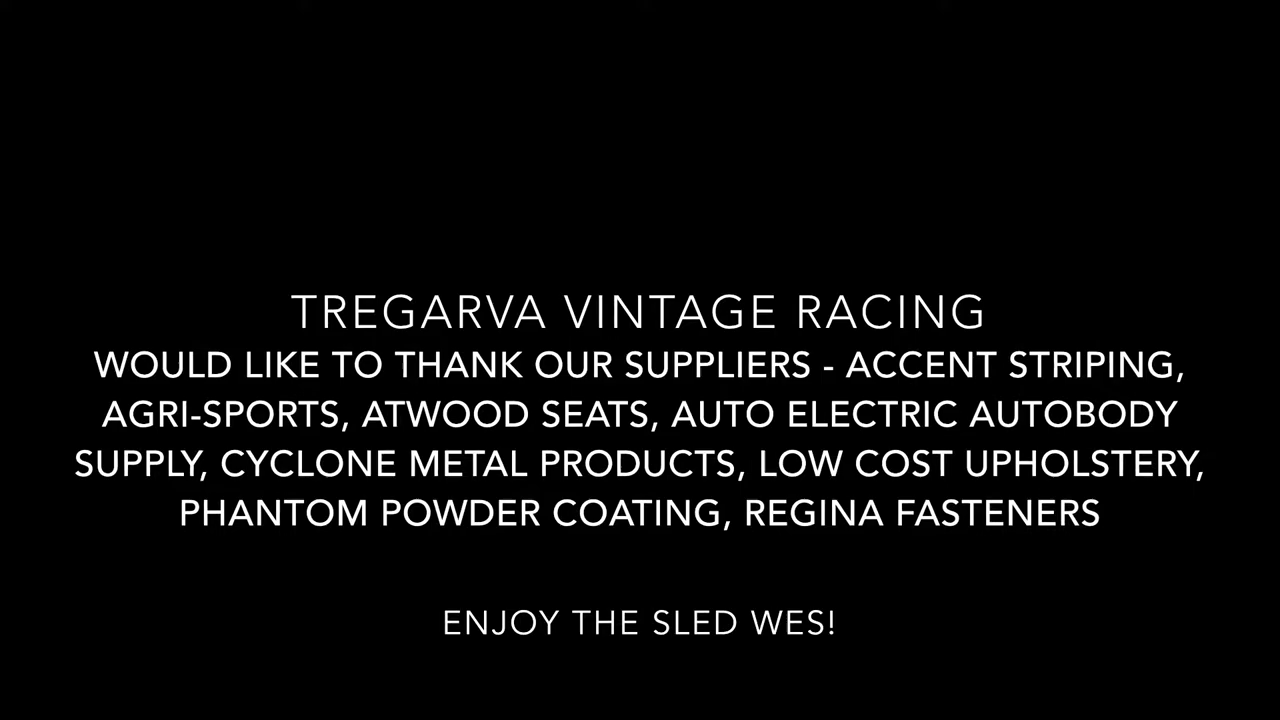 TREGARVA VINTAGE RACING
WOULD LIKE TO THANK OUR SUPPLIERS - ACCENT STRIPING,
AGRI-SPORTS, ATWOOD SEATS, AUTO ELECTRIC AUTOBODY
SUPPLY, CYCLONE METAL PRODUCTS, LOW COST UPHOLSTERY,
PHANTOM POWDER COATING, REGINA FASTENERS
ENJOY THE SLED WES!